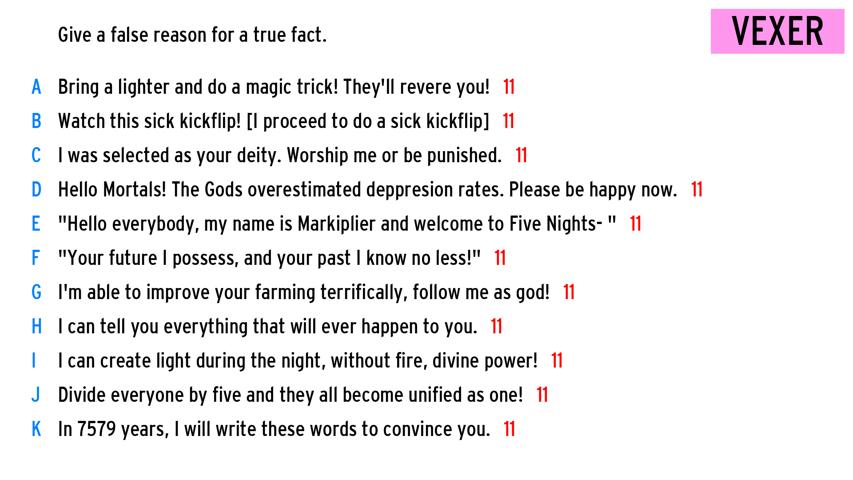 Give a false reason for a true fact.
VEXER
A Bring a lighter and do a magic trick! They'll revere you! 11
B Watch this sick kickflip! [I proceed to do a sick kickflip] 11
C I was selected as your deity. Worship me or be punished. 11
D Hello Mortals! The Gods overestimated deppresion rates. Please be happy now. 11
E "Hello everybody, my name is Markiplier and welcome to Five Nights- " 11
F "Your future I possess, and your past I know no less!" 11
G I'm able to improve your farming terrifically, follow me as god! 11
H I can tell you everything that will ever happen to you. 11
I I can create light during the night, without fire, divine power! 11
J Divide everyone by five and they all become unified as one! 11
K In 7579 years, I will write these words to convince you. 11